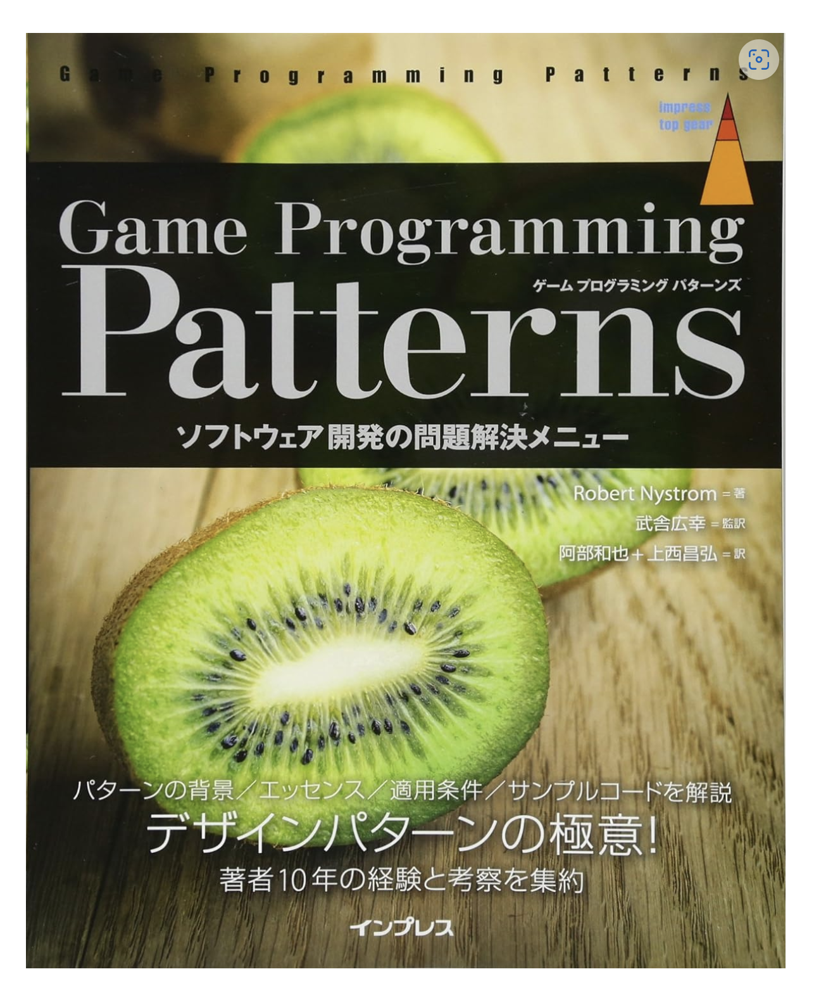 Game Programming Patterns
impress
top gear
Game Programming
ゲーム プログラミング パターンズ
Patterns
ソフトウェア開発の問題解決メニュー
Robert Nystrom=著
武舎広幸=監訳
阿部和也+上西昌弘=訳
パターンの背景/エッセンス/適用条件/サンプルコードを解説
デザインパターンの極意!
著者10年の経験と考察を集約
インプレス